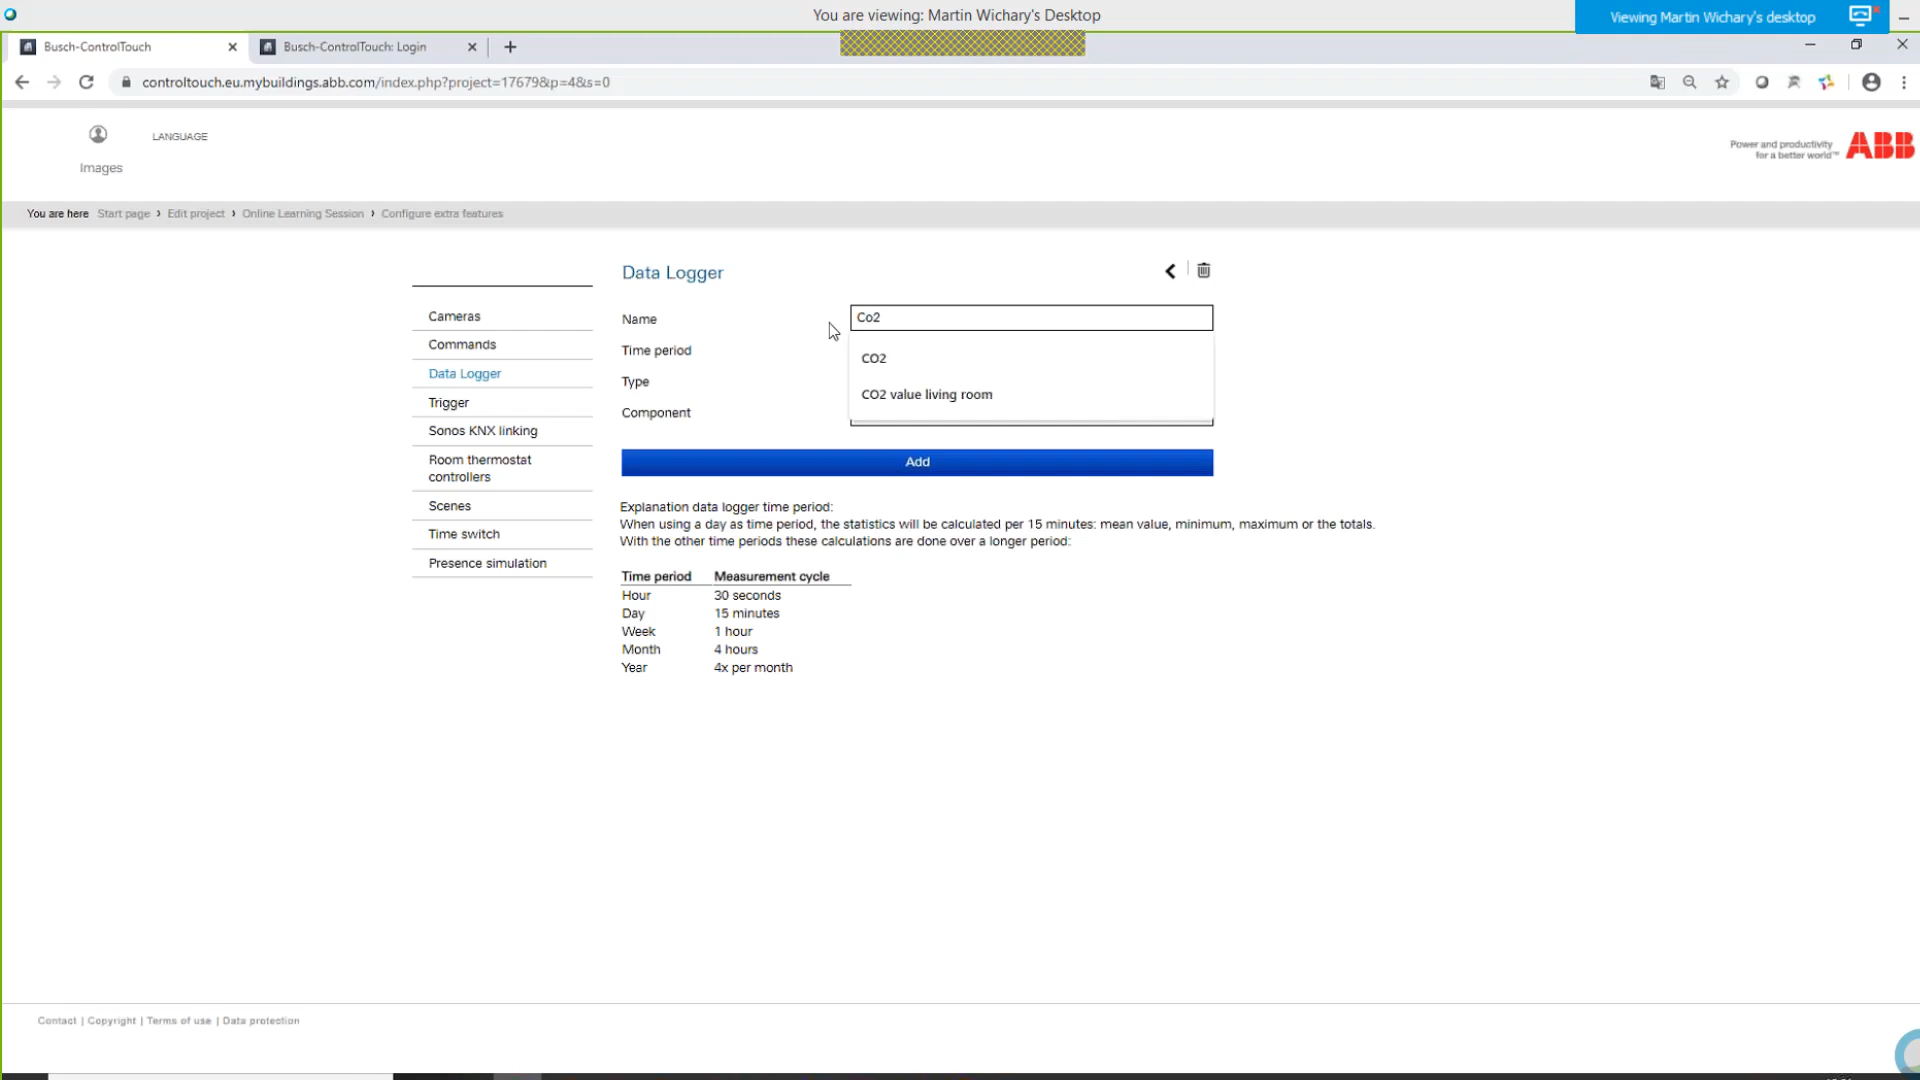 You are viewing: Martin Wichary's Desktop
Viewing Martin Wichary's desktop
Busch-ControlTouch
Busch-ControlTouch: Login
controltouch.eu.mybuildings.abb.com/index.php?project=17679&p=4&s=0
LANGUAGE
Images
Power and productivity
for a better world™
ABB
You are here Start page › Edit project › Online Learning Session › Configure extra features
Data Logger
Cameras
Commands
Data Logger
Trigger
Sonos KNX linking
Room thermostat
controllers
Scenes
Time switch
Presence simulation
Name
Co2
Time period
CO2
Type
CO2 value living room
Component
Add
Explanation data logger time period:
When using a day as time period, the statistics will be calculated per 15 minutes: mean value, minimum, maximum or the totals.
With the other time periods these calculations are done over a longer period:
Time period Measurement cycle
Hour 30 seconds
Day 15 minutes
Week 1 hour
Month 4 hours
Year 4x per month
Contact | Copyright | Terms of use | Data protection